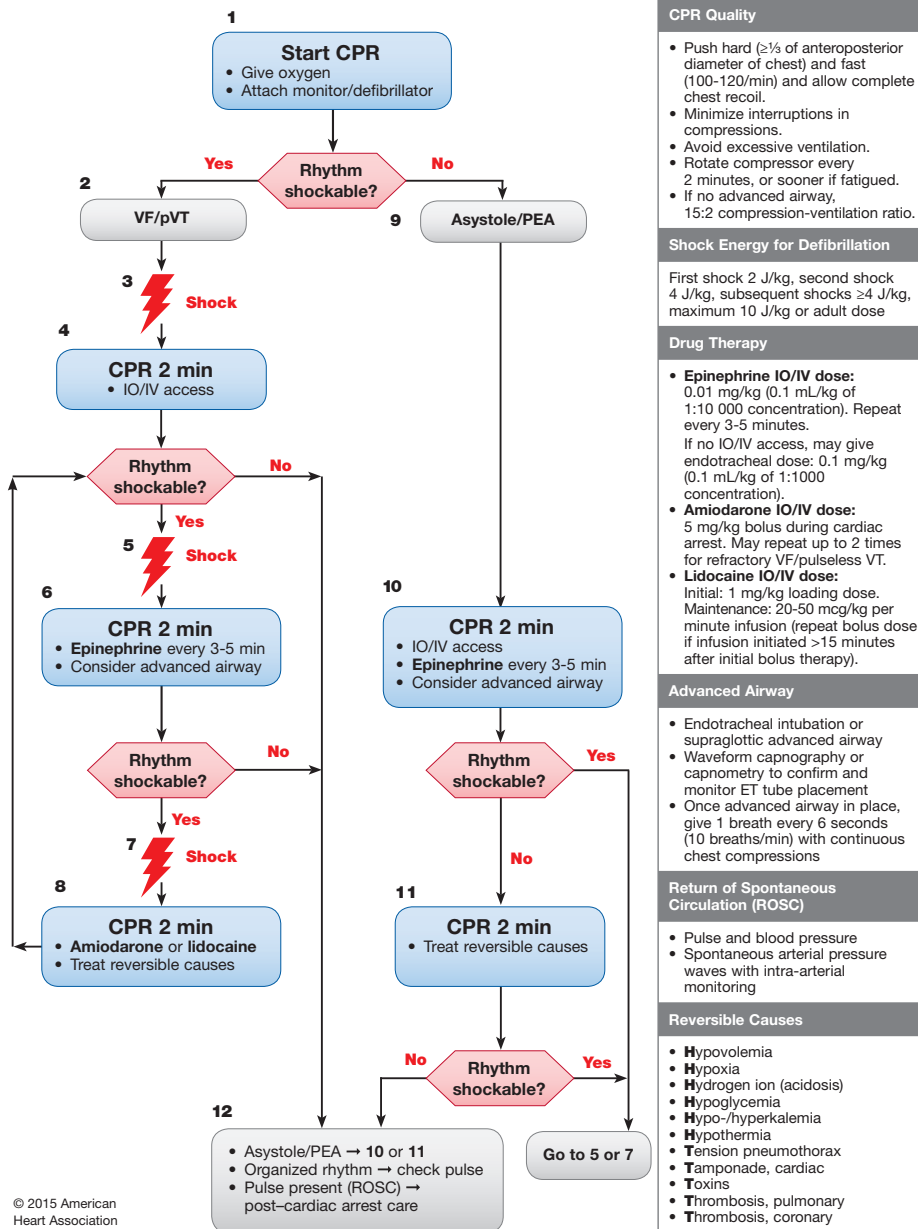 1
Start CPR
• Give oxygen
• Attach monitor/defibrillator
Rhythm
shockable?
Yes
No
2
VF/pVT
9
Asystole/PEA
3
Shock
4
CPR 2 min
• IO/IV access
Rhythm
shockable?
No
Yes
5
Shock
6
CPR 2 min
• Epinephrine every 3-5 min
• Consider advanced airway
Rhythm
shockable?
No
Yes
7
Shock
8
CPR 2 min
• Amiodarone or lidocaine
• Treat reversible causes
10
CPR 2 min
• IO/IV access
• Epinephrine every 3-5 min
• Consider advanced airway
Rhythm
shockable?
Yes
No
11
CPR 2 min
• Treat reversible causes
Rhythm
shockable?
No
Yes
12
• Asystole/PEA → 10 or 11
• Organized rhythm → check pulse
• Pulse present (ROSC) →
post–cardiac arrest care
Go to 5 or 7
© 2015 American
Heart Association
CPR Quality
• Push hard (≥⅓ of anteroposterior
diameter of chest) and fast
(100-120/min) and allow complete
chest recoil.
• Minimize interruptions in
compressions.
• Avoid excessive ventilation.
• Rotate compressor every
2 minutes, or sooner if fatigued.
• If no advanced airway,
15:2 compression-ventilation ratio.
Shock Energy for Defibrillation
First shock 2 J/kg, second shock
4 J/kg, subsequent shocks ≥4 J/kg,
maximum 10 J/kg or adult dose
Drug Therapy
• Epinephrine IO/IV dose:
0.01 mg/kg (0.1 mL/kg of
1:10 000 concentration). Repeat
every 3-5 minutes.
If no IO/IV access, may give
endotracheal dose: 0.1 mg/kg
(0.1 mL/kg of 1:1000
concentration).
• Amiodarone IO/IV dose:
5 mg/kg bolus during cardiac
arrest. May repeat up to 2 times
for refractory VF/pulseless VT.
• Lidocaine IO/IV dose:
Initial: 1 mg/kg loading dose.
Maintenance: 20-50 mcg/kg per
minute infusion (repeat bolus dose
if infusion initiated >15 minutes
after initial bolus therapy).
Advanced Airway
• Endotracheal intubation or
supraglottic advanced airway
• Waveform capnography or
capnometry to confirm and
monitor ET tube placement
• Once advanced airway in place,
give 1 breath every 6 seconds
(10 breaths/min) with continuous
chest compressions
Return of Spontaneous
Circulation (ROSC)
• Pulse and blood pressure
• Spontaneous arterial pressure
waves with intra-arterial
monitoring
Reversible Causes
• Hypovolemia
• Hypoxia
• Hydrogen ion (acidosis)
• Hypoglycemia
• Hypo-/hyperkalemia
• Hypothermia
• Tension pneumothorax
• Tamponade, cardiac
• Toxins
• Thrombosis, pulmonary
• Thrombosis, coronary